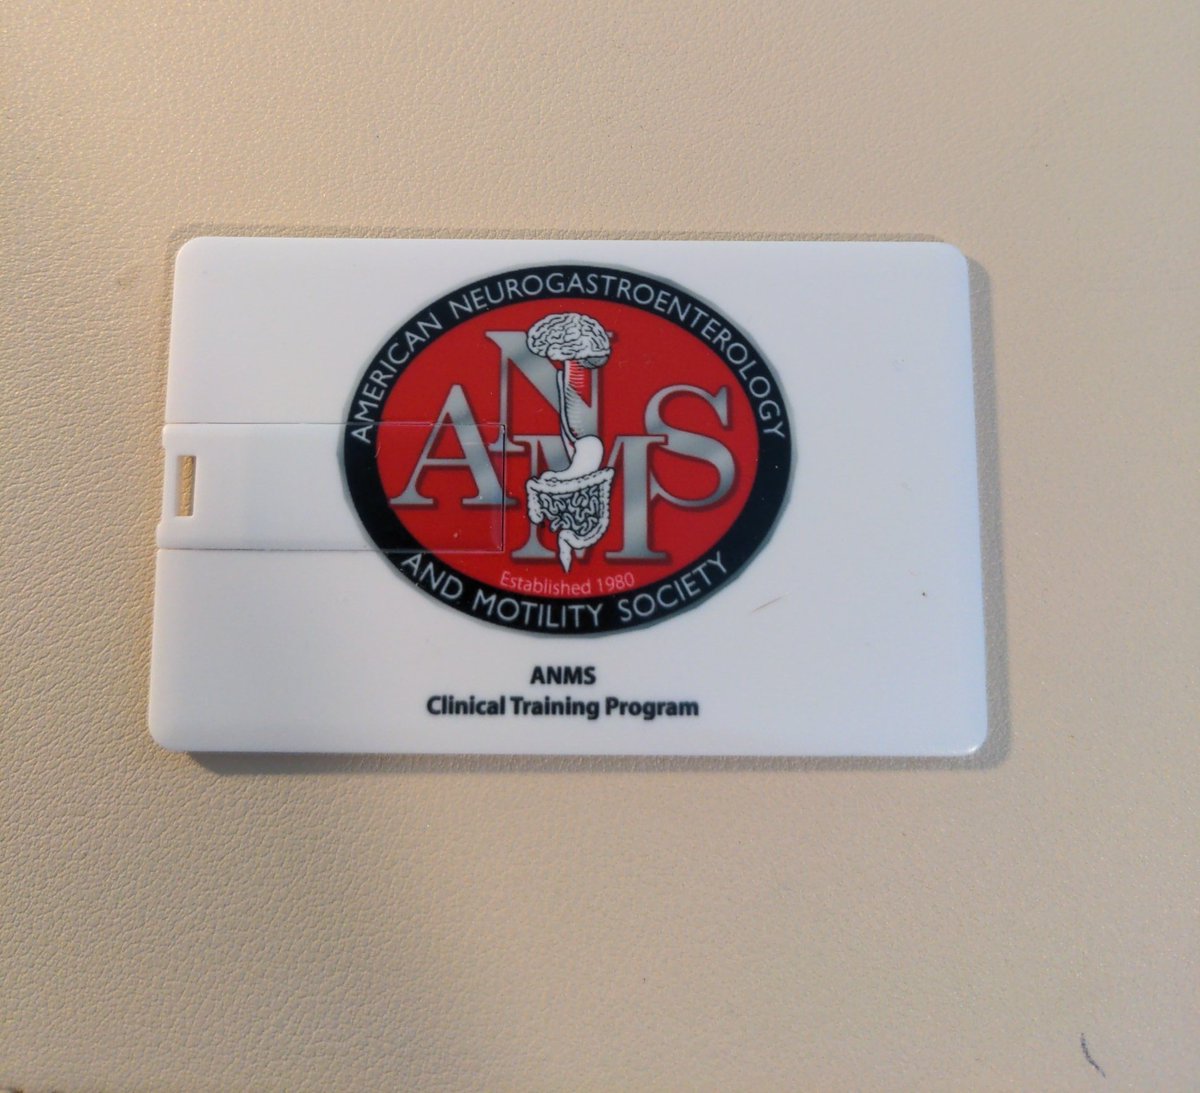 AMERICAN NEUROGASTROENTEROLOGY
ANMS
Established 1980
AND MOTILITY SOCIETY
ANMS
Clinical Training Program